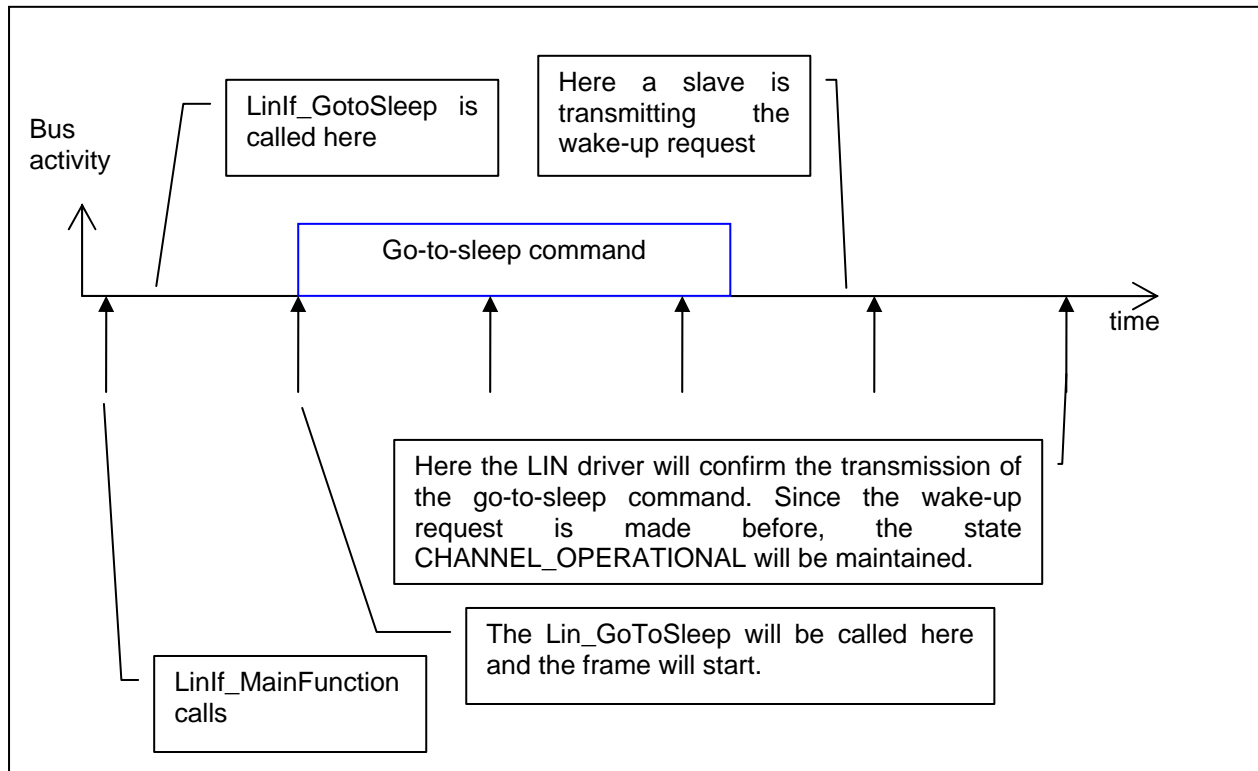 LinIf_GotoSleep is
called here
Here a slave is
transmitting the
wake-up request
Bus
activity
Go-to-sleep command
time
Here the LIN driver will confirm the transmission of
the go-to-sleep command. Since the wake-up
request is made before, the state
CHANNEL_OPERATIONAL will be maintained.
The Lin_GoToSleep will be called here
and the frame will start.
LinIf_MainFunction
calls